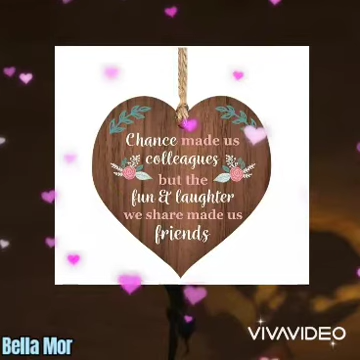 Chance made us
colleagues
but the
fun & laughter
we share made us
friends
Bella Mor
VIVAVIDEO